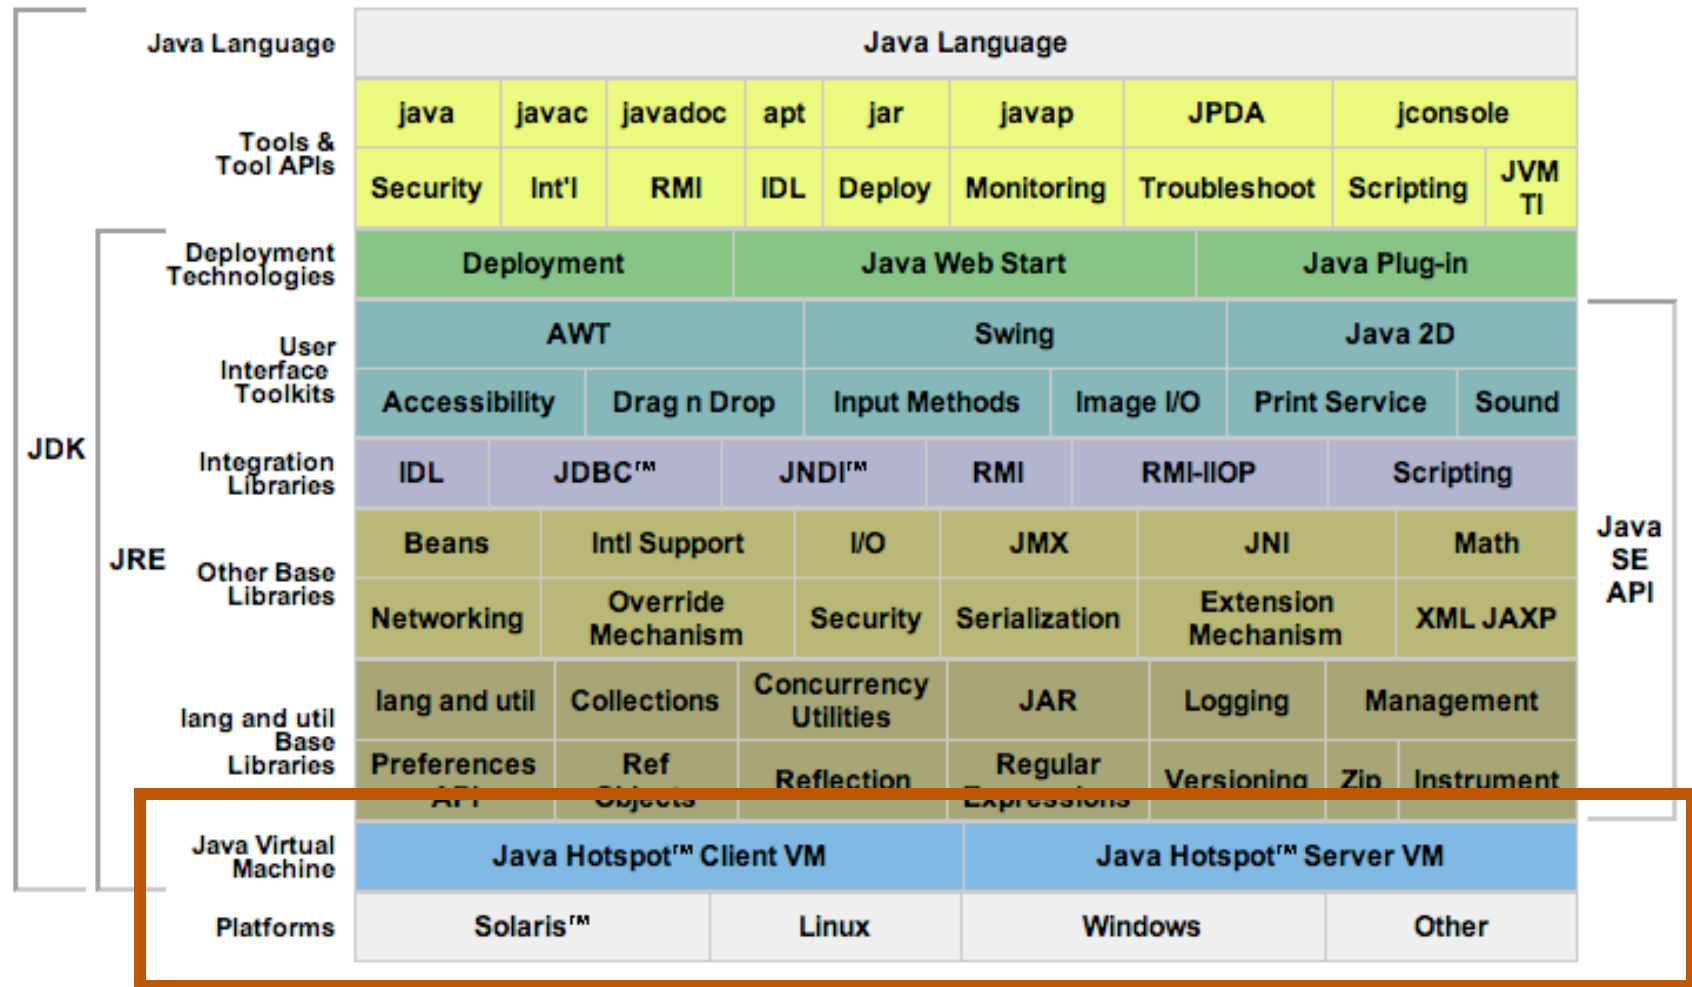 Java Language
Java Language
Tools &
Tool APIs
java javac javadoc apt jar javap JPDA jconsole
Security Int'l RMI IDL Deploy Monitoring Troubleshoot Scripting JVM
TI
Deployment
Technologies
Deployment Java Web Start Java Plug-in
User
Interface
Toolkits
AWT Swing Java 2D
Accessibility Drag n Drop Input Methods Image I/O Print Service Sound
JDK
Integration
Libraries
IDL JDBC™ JNDI™ RMI RMI-IIOP Scripting
JRE
Other Base
Libraries
Beans Intl Support I/O JMX JNI Math
Networking Override
Mechanism Security Serialization Extension
Mechanism XML JAXP
Java
SE
API
lang and util
Base
Libraries
lang and util Collections Concurrency
Utilities JAR Logging Management
Preferences
API Ref
Objects Reflection Regular
Expressions Versioning Zip Instrument
Java Virtual
Machine
Java Hotspot™ Client VM Java Hotspot™ Server VM
Platforms
Solaris™ Linux Windows Other